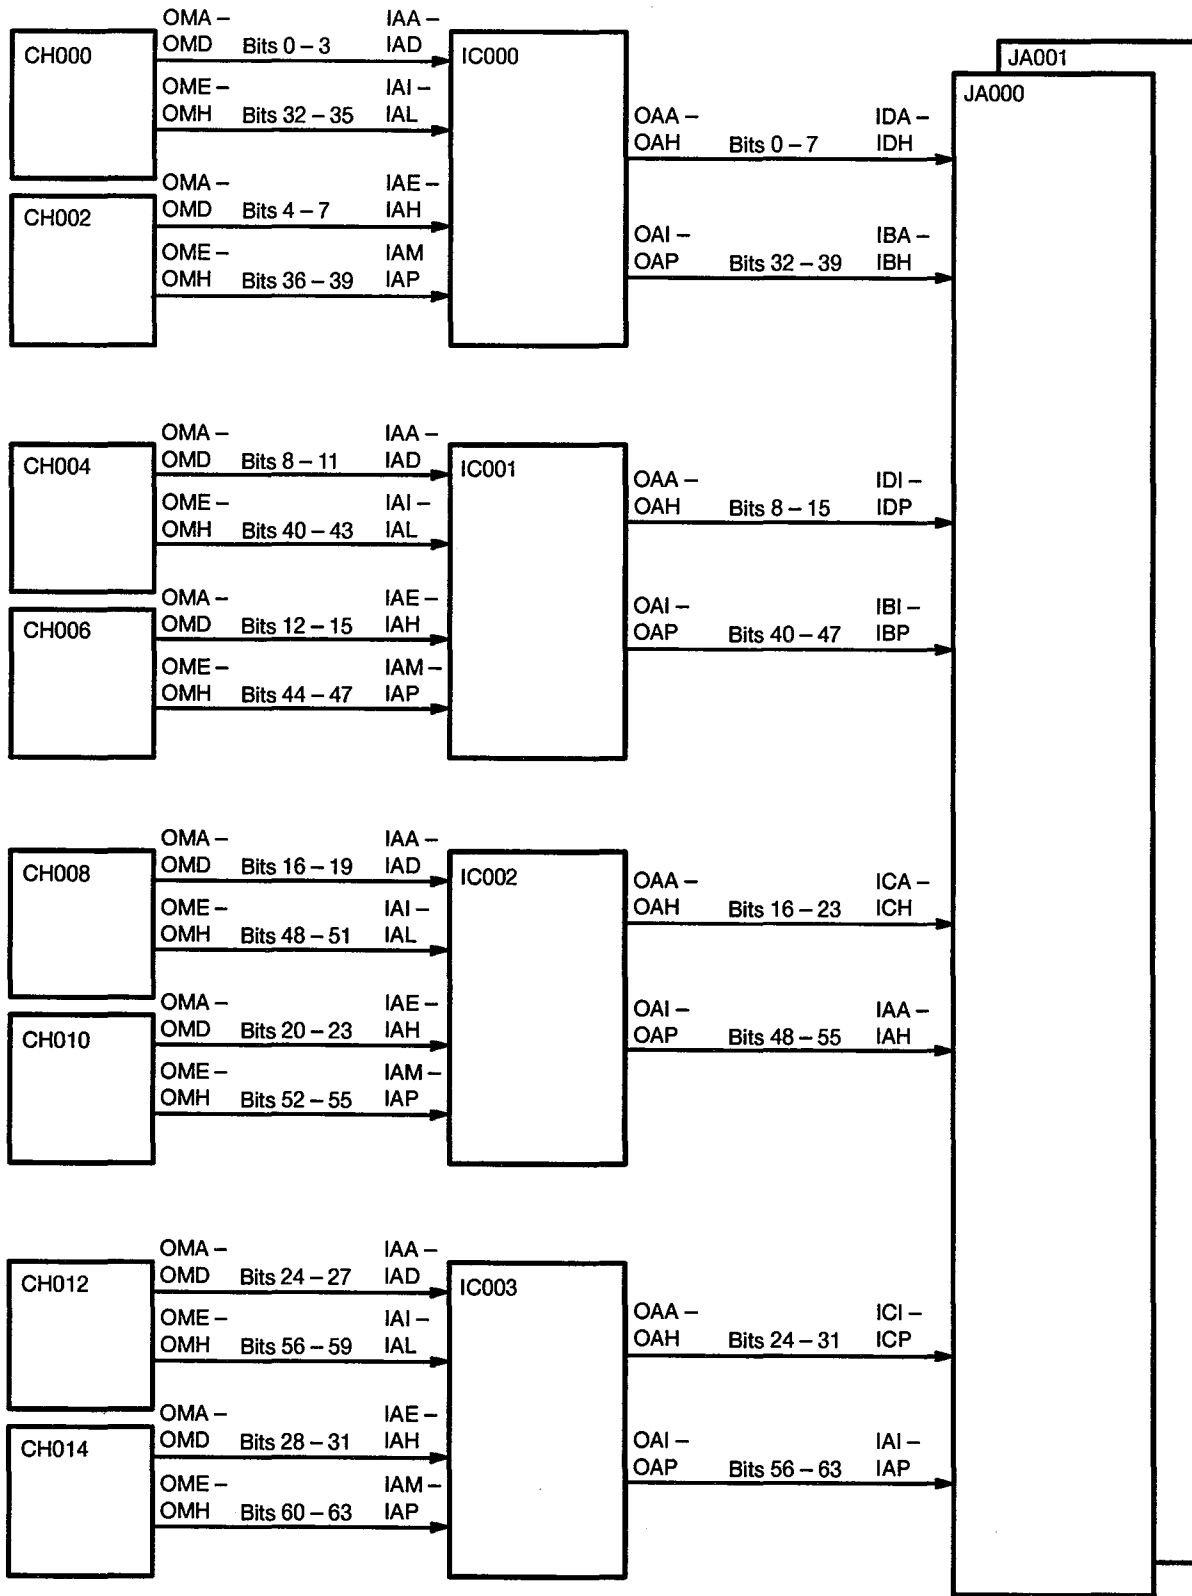 OMA – IAA –
CH000 OMD Bits 0 – 3 IAD IC000 JA001
OME – IAI – JA000
OMH Bits 32 – 35 IAL OAA – IDA –
OAH Bits 0 – 7 IDH
OMA – IAE –
CH002 OMD Bits 4 – 7 IAH OAI – IBA –
OME – IAM OAP Bits 32 – 39 IBH
OMH Bits 36 – 39 IAP
OMA – IAA –
CH004 OMD Bits 8 – 11 IAD IC001 OAA – IDI –
OME – IAI – OAH Bits 8 – 15 IDP
OMH Bits 40 – 43 IAL
OMA – IAE – OAI – IBI –
CH006 OMD Bits 12 – 15 IAH OAP Bits 40 – 47 IBP
OME – IAM –
OMH Bits 44 – 47 IAP
OMA – IAA –
CH008 OMD Bits 16 – 19 IAD IC002 OAA – ICA –
OME – IAI – OAH Bits 16 – 23 ICH
OMH Bits 48 – 51 IAL
OMA – IAE – OAI – IAA –
CH010 OMD Bits 20 – 23 IAH OAP Bits 48 – 55 IAH
OME – IAM –
OMH Bits 52 – 55 IAP
OMA – IAA –
CH012 OMD Bits 24 – 27 IAD IC003
OME – IAI – OAA – ICI –
OMH Bits 56 – 59 IAL OAH Bits 24 – 31 ICP
OMA – IAE –
CH014 OMD Bits 28 – 31 IAH OAI – IAI –
OME – IAM – OAP Bits 56 – 63 IAP
OMH Bits 60 – 63 IAP